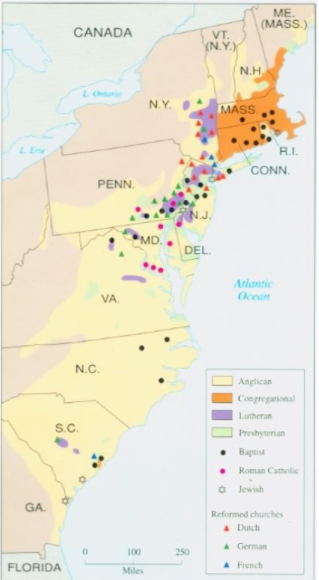 ME.
(MASS.)
CANADA
VT.
(N.Y.)
N.H.
L. Ontario
N.Y.
MASS.
L. Erie
R.I.
CONN.
PENN.
N.J.
MD.
DEL.
Atlantic
Ocean
VA.
N.C.
S.C.
GA.
FLORIDA
0 100 250
Miles
Anglican
Congregational
Lutheran
Presbyterian
Baptist
Roman Catholic
Jewish
Reformed churches
Dutch
German
French